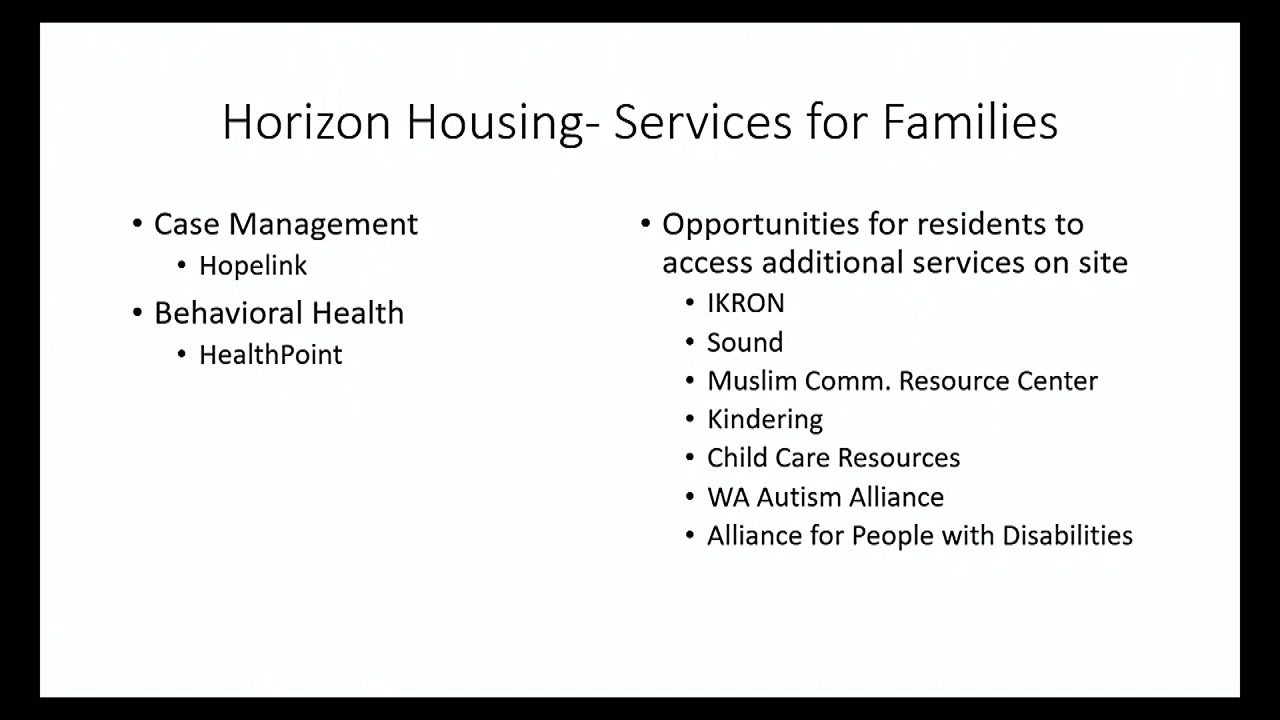 Horizon Housing- Services for Families
• Case Management
• Hopelink
• Behavioral Health
• HealthPoint
• Opportunities for residents to
access additional services on site
• IKRON
• Sound
• Muslim Comm. Resource Center
• Kindering
• Child Care Resources
• WA Autism Alliance
• Alliance for People with Disabilities